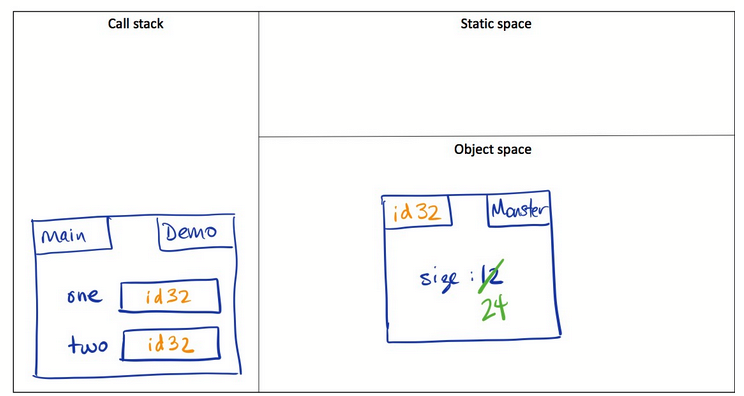 Call stack
Static space
Object space
main
Demo
one
id32
two
id32
id32
Monster
size : 12
24